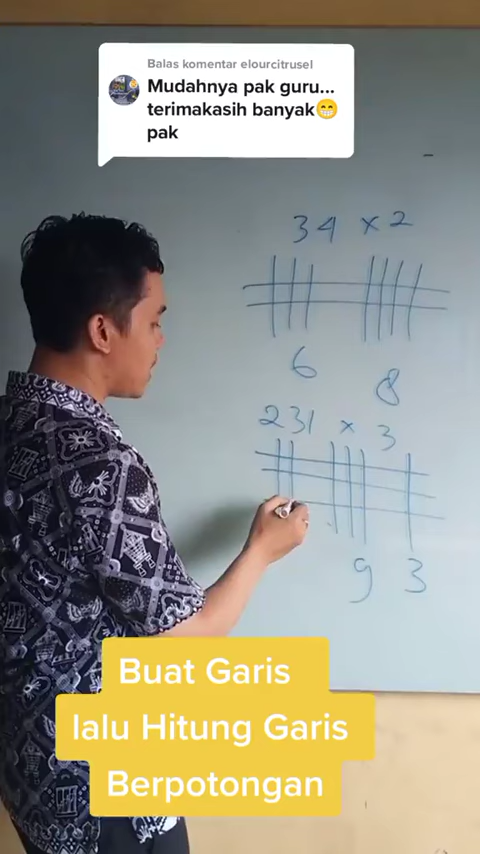 Balas komentar elourcitrusel
Mudahnya pak guru...
terimakasih banyak😁
pak
34 x 2
6 8
231 x 3
9 3
Buat Garis
lalu Hitung Garis
Berpotongan